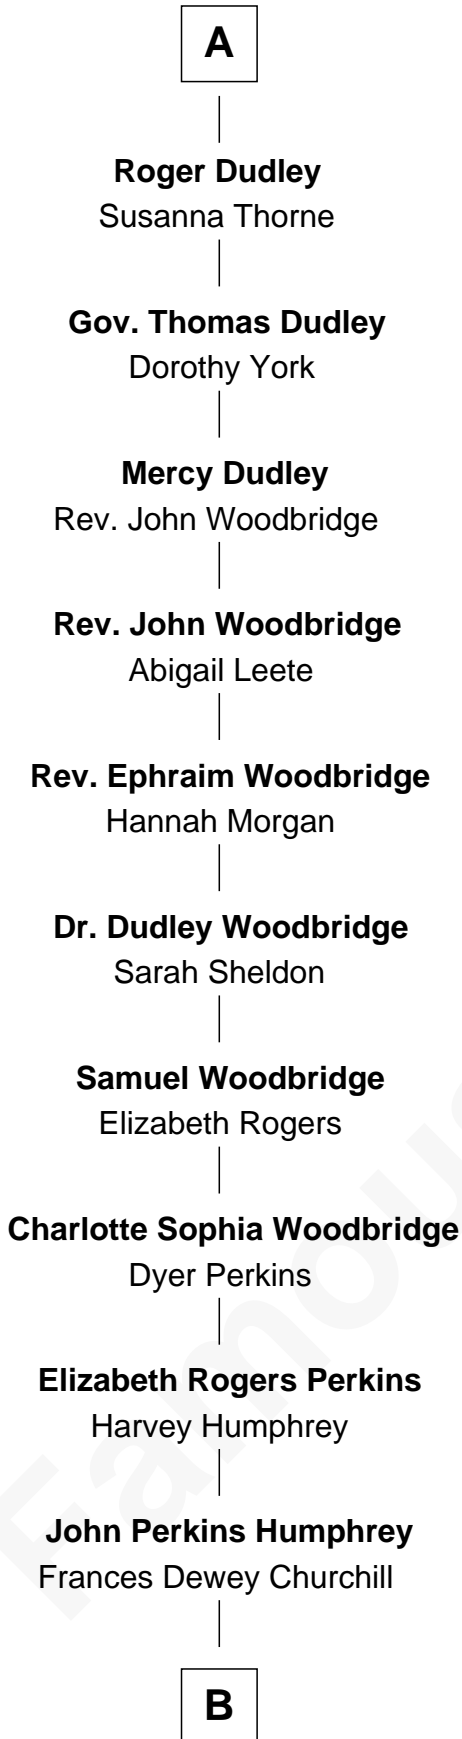 A
Roger Dudley
Susanna Thorne
Gov. Thomas Dudley
Dorothy York
Mercy Dudley
Rev. John Woodbridge
Rev. John Woodbridge
Abigail Leete
Rev. Ephraim Woodbridge
Hannah Morgan
Dr. Dudley Woodbridge
Sarah Sheldon
Samuel Woodbridge
Elizabeth Rogers
Charlotte Sophia Woodbridge
Dyer Perkins
Elizabeth Rogers Perkins
Harvey Humphrey
John Perkins Humphrey
Frances Dewey Churchill
B
Famous